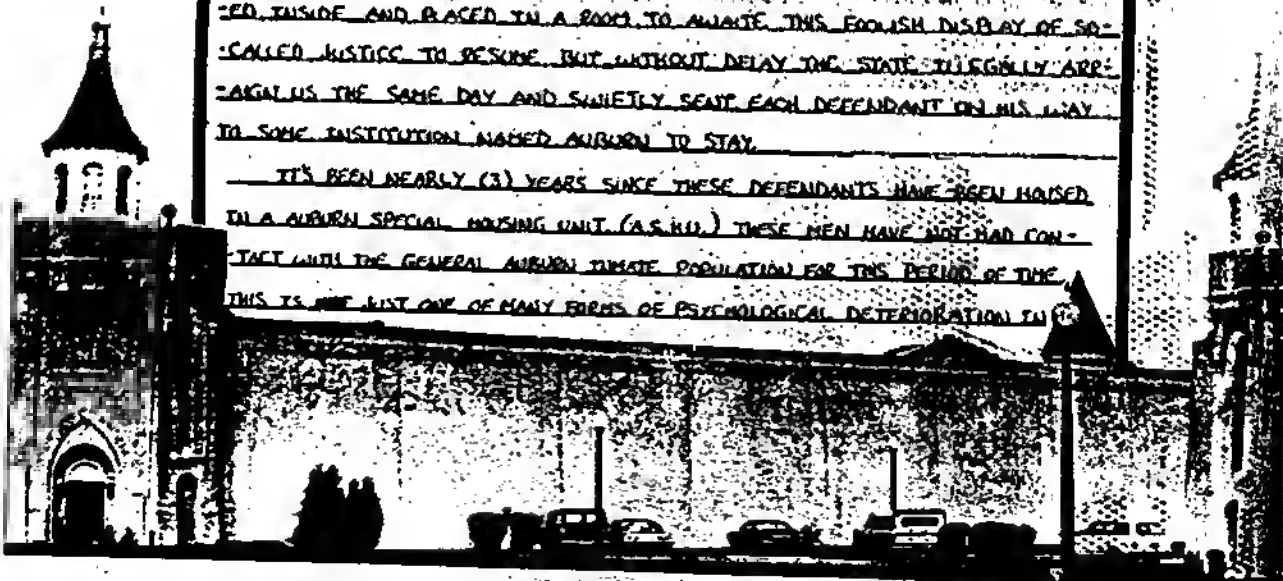 -ED INSIDE AND PLACED IN A ROOM TO AWAITE THIS FOOLISH DISPLAY OF SO-
-CALLED JUSTICE TO RESUME BUT WITHOUT DELAY THE STATE ILLEGALLY ARR-
-AIGN US THE SAME DAY AND SWIFTLY SENT EACH DEFENDANT ON HIS WAY
TO SOME INSTITUTION NAMED AUBURN TO STAY.
IT'S BEEN NEARLY (3) YEARS SINCE THESE DEFENDANTS HAVE BEEN HOUSED
IN A AUBURN SPECIAL HOUSING UNIT (A.S.H.U.) THESE MEN HAVE NOT HAD CON-
-TACT WITH THE GENERAL AUBURN INMATE POPULATION FOR THIS PERIOD OF TIME.
THIS IS JUST ONE OF MANY FORMS OF PSYCHOLOGICAL DETERIORATION IN